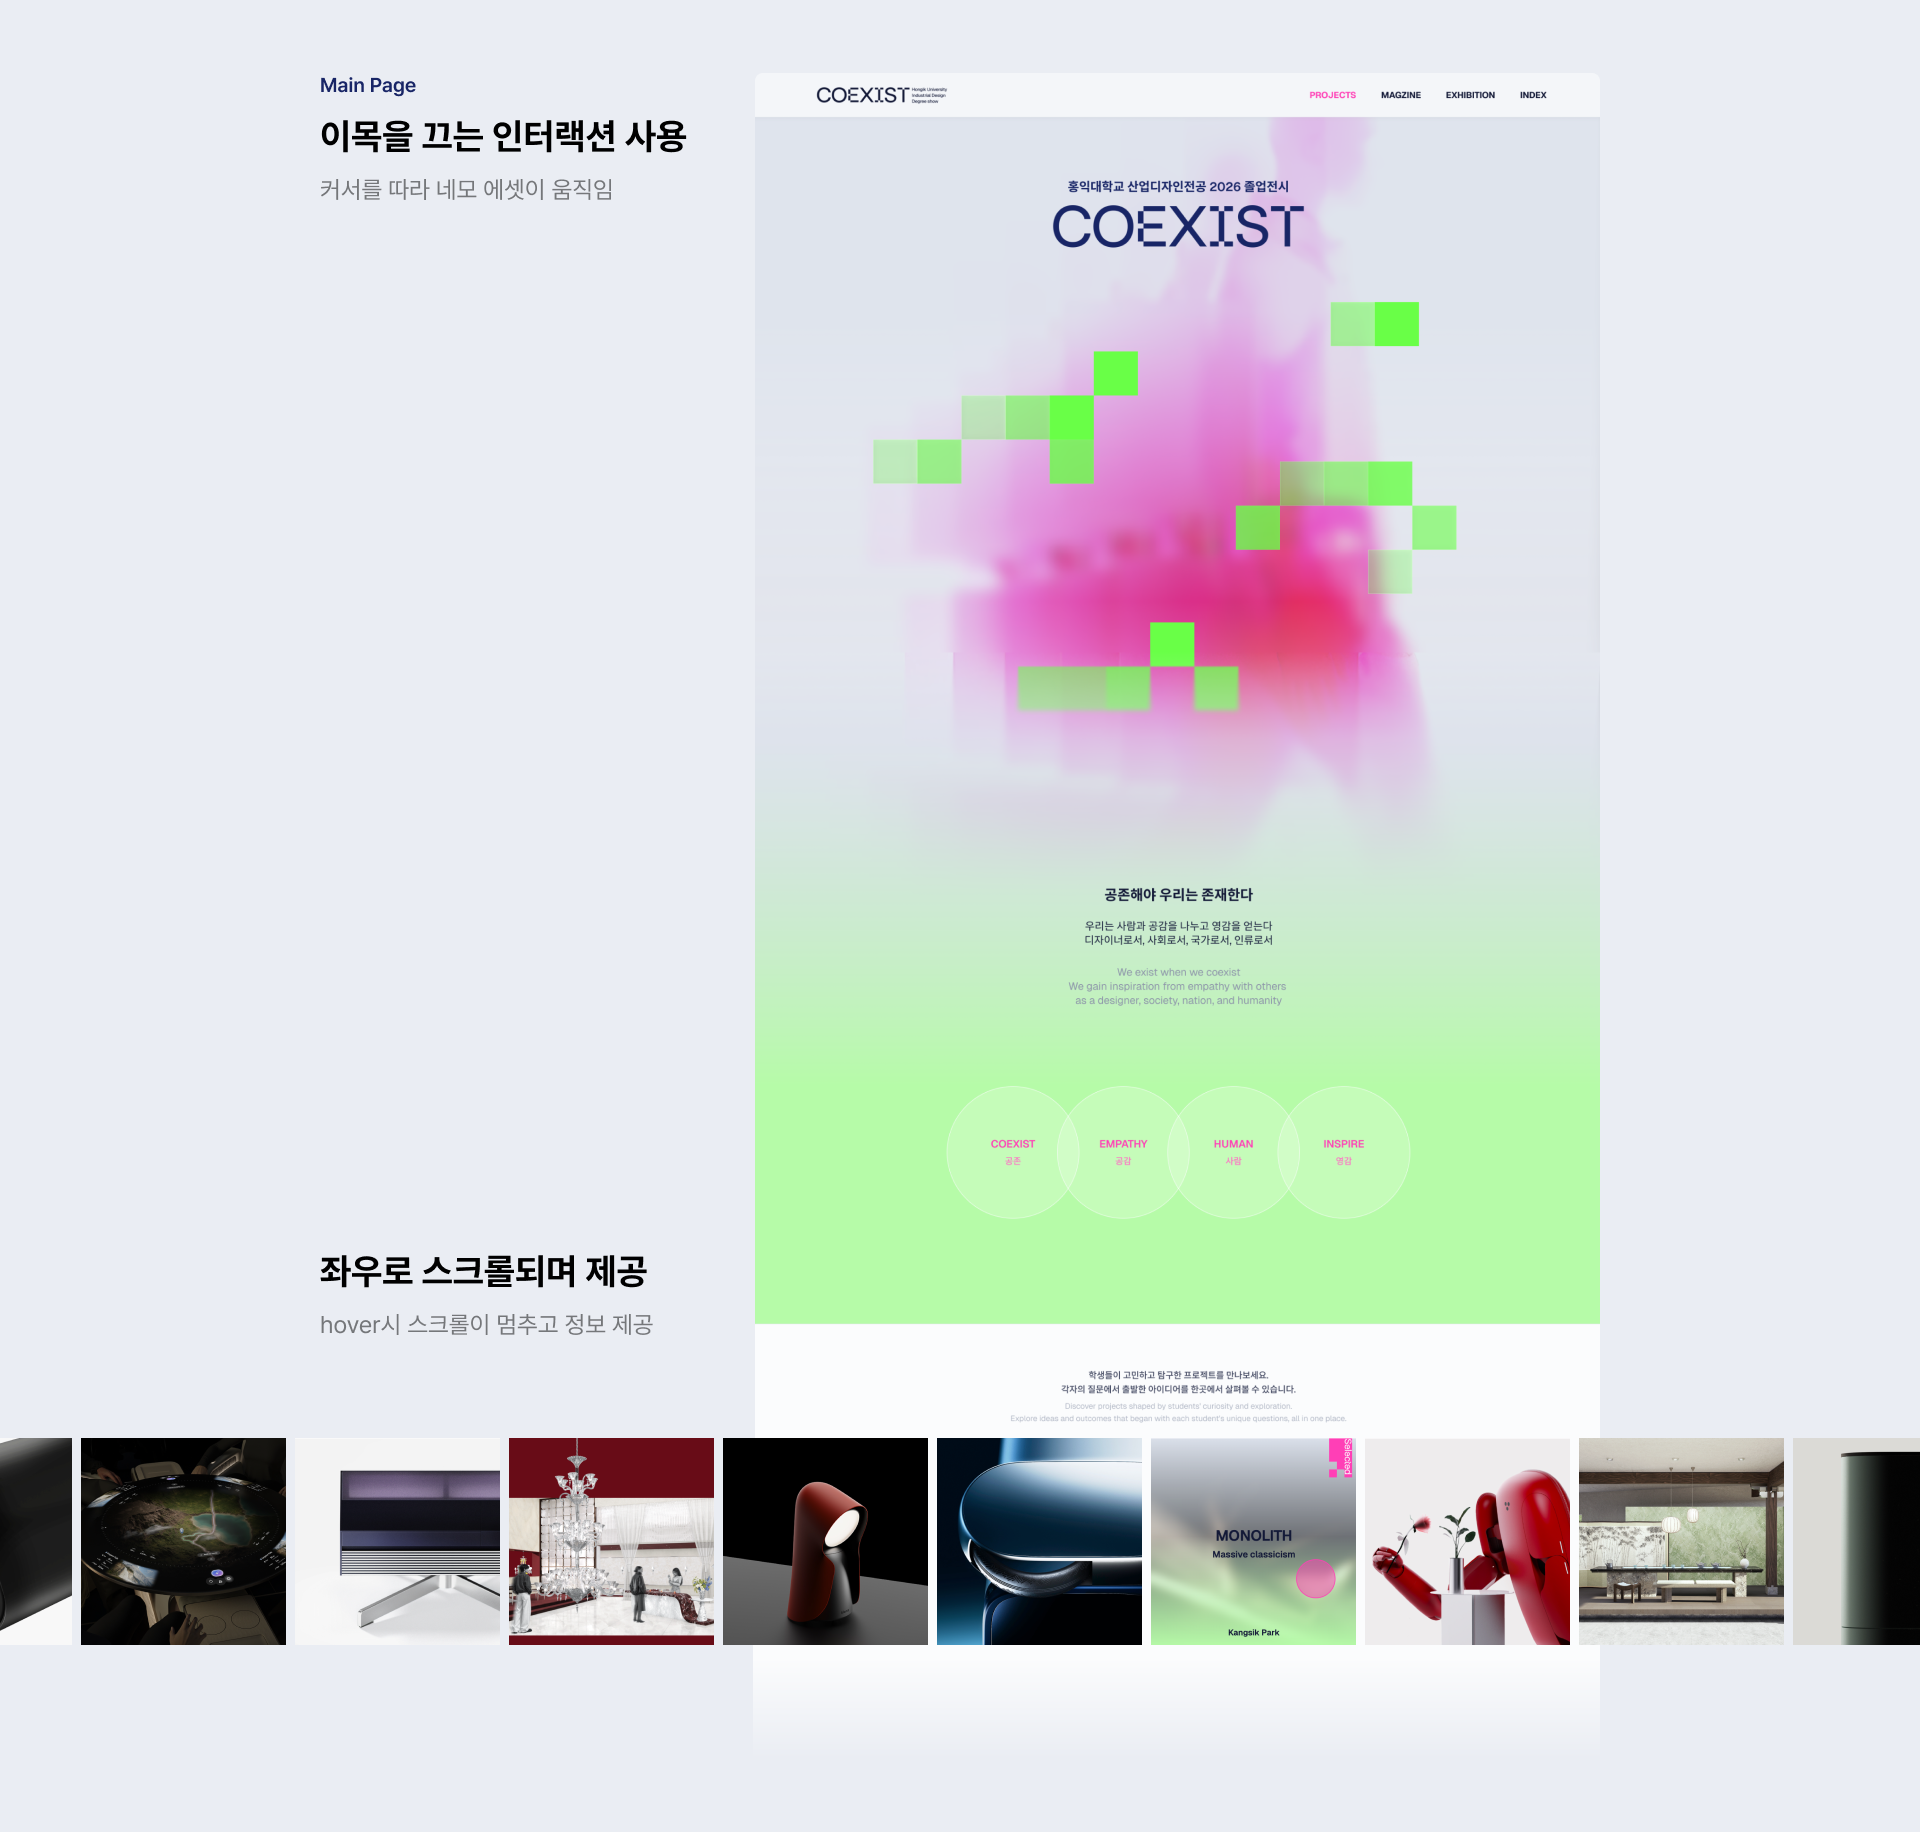 Main Page
이목을 끄는 인터랙션 사용
커서를 따라 네모 에셋이 움직임
COEXIST
Hongik University
Industrial Design
Degree show
PROJECTS
MAGZINE
EXHIBITION
INDEX
홍익대학교 산업디자인전공 2026 졸업전시
COEXIST
공존해야 우리는 존재한다
우리는 사람과 공감을 나누고 영감을 얻는다
디자이너로서, 사회로서, 국가로서, 인류로서
We exist when we coexist
We gain inspiration from empathy with others
as a designer, society, nation, and humanity
COEXIST
공존
EMPATHY
공감
HUMAN
사람
INSPIRE
영감
좌우로 스크롤되며 제공
hover시 스크롤이 멈추고 정보 제공
학생들이 고민하고 탐구한 프로젝트를 만나보세요.
각자의 질문에서 출발한 아이디어를 한곳에서 살펴볼 수 있습니다.
Discover projects shaped by students' curiosity and exploration.
Explore ideas and outcomes that began with each student's unique questions, all in one place.
Selected
MONOLITH
Massive classicism
Kangsik Park